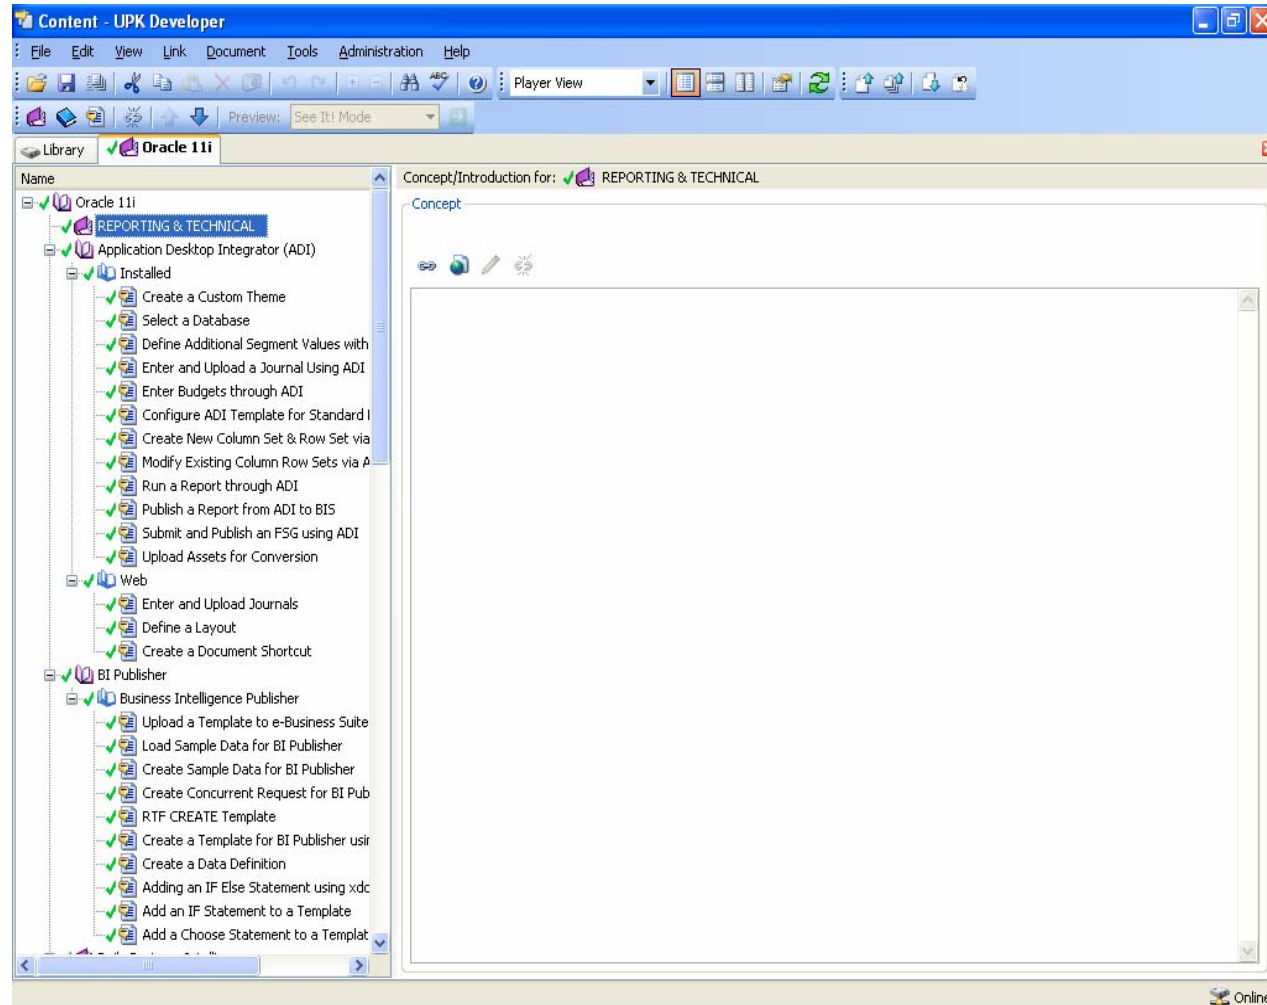 Content - UPK Developer
File Edit View Link Document Tools Administration Help
ABC Player View
Preview: See It! Mode
Library Oracle 11i
Name
Concept/Introduction for: REPORTING & TECHNICAL
Oracle 11i
Concept
REPORTING & TECHNICAL
Application Desktop Integrator (ADI)
Installed
Create a Custom Theme
Select a Database
Define Additional Segment Values with
Enter and Upload a Journal Using ADI
Enter Budgets through ADI
Configure ADI Template for Standard
Create New Column Set & Row Set via
Modify Existing Column Row Sets via A
Run a Report through ADI
Publish a Report from ADI to BIS
Submit and Publish an FSG using ADI
Upload Assets for Conversion
Web
Enter and Upload Journals
Define a Layout
Create a Document Shortcut
BI Publisher
Business Intelligence Publisher
Upload a Template to e-Business Suite
Load Sample Data for BI Publisher
Create Sample Data for BI Publisher
Create Concurrent Request for BI Pub
RTF CREATE Template
Create a Template for BI Publisher usin
Create a Data Definition
Adding an IF Else Statement using xdo
Add an IF Statement to a Template
Add a Choose Statement to a Templat
Online